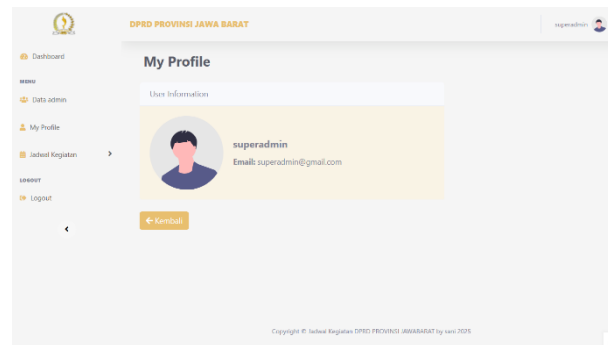 DPRD PROVINSI JAWA BARAT
superadmin
Dashboard
MENU
Data admin
My Profile
Jadwal Kegiatan
LOGOUT
Logout
My Profile
User Information
superadmin
Email: superadmin@gmail.com
Kembali
Copyright © Jadwal Kegiatan DPRD PROVINSI JAWABARAT by sani 2025